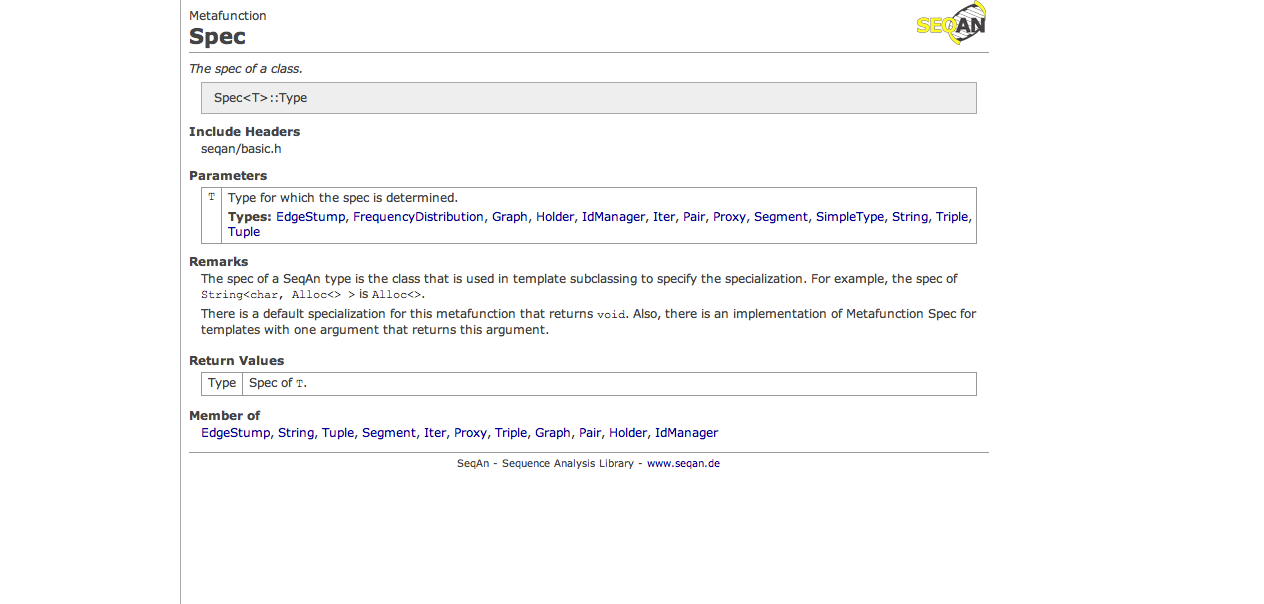 Metafunction
SEQAN
Spec
The spec of a class.
Spec<T>::Type
Include Headers
seqan/basic.h
Parameters
T Type for which the spec is determined.
Types: EdgeStump, FrequencyDistribution, Graph, Holder, IdManager, Iter, Pair, Proxy, Segment, SimpleType, String, Triple,
Tuple
Remarks
The spec of a SeqAn type is the class that is used in template subclassing to specify the specialization. For example, the spec of
String<char, Alloc<> > is Alloc<>.
There is a default specialization for this metafunction that returns void. Also, there is an implementation of Metafunction Spec for
templates with one argument that returns this argument.
Return Values
Type Spec of T.
Member of
EdgeStump, String, Tuple, Segment, Iter, Proxy, Triple, Graph, Pair, Holder, IdManager
SeqAn - Sequence Analysis Library - www.seqan.de